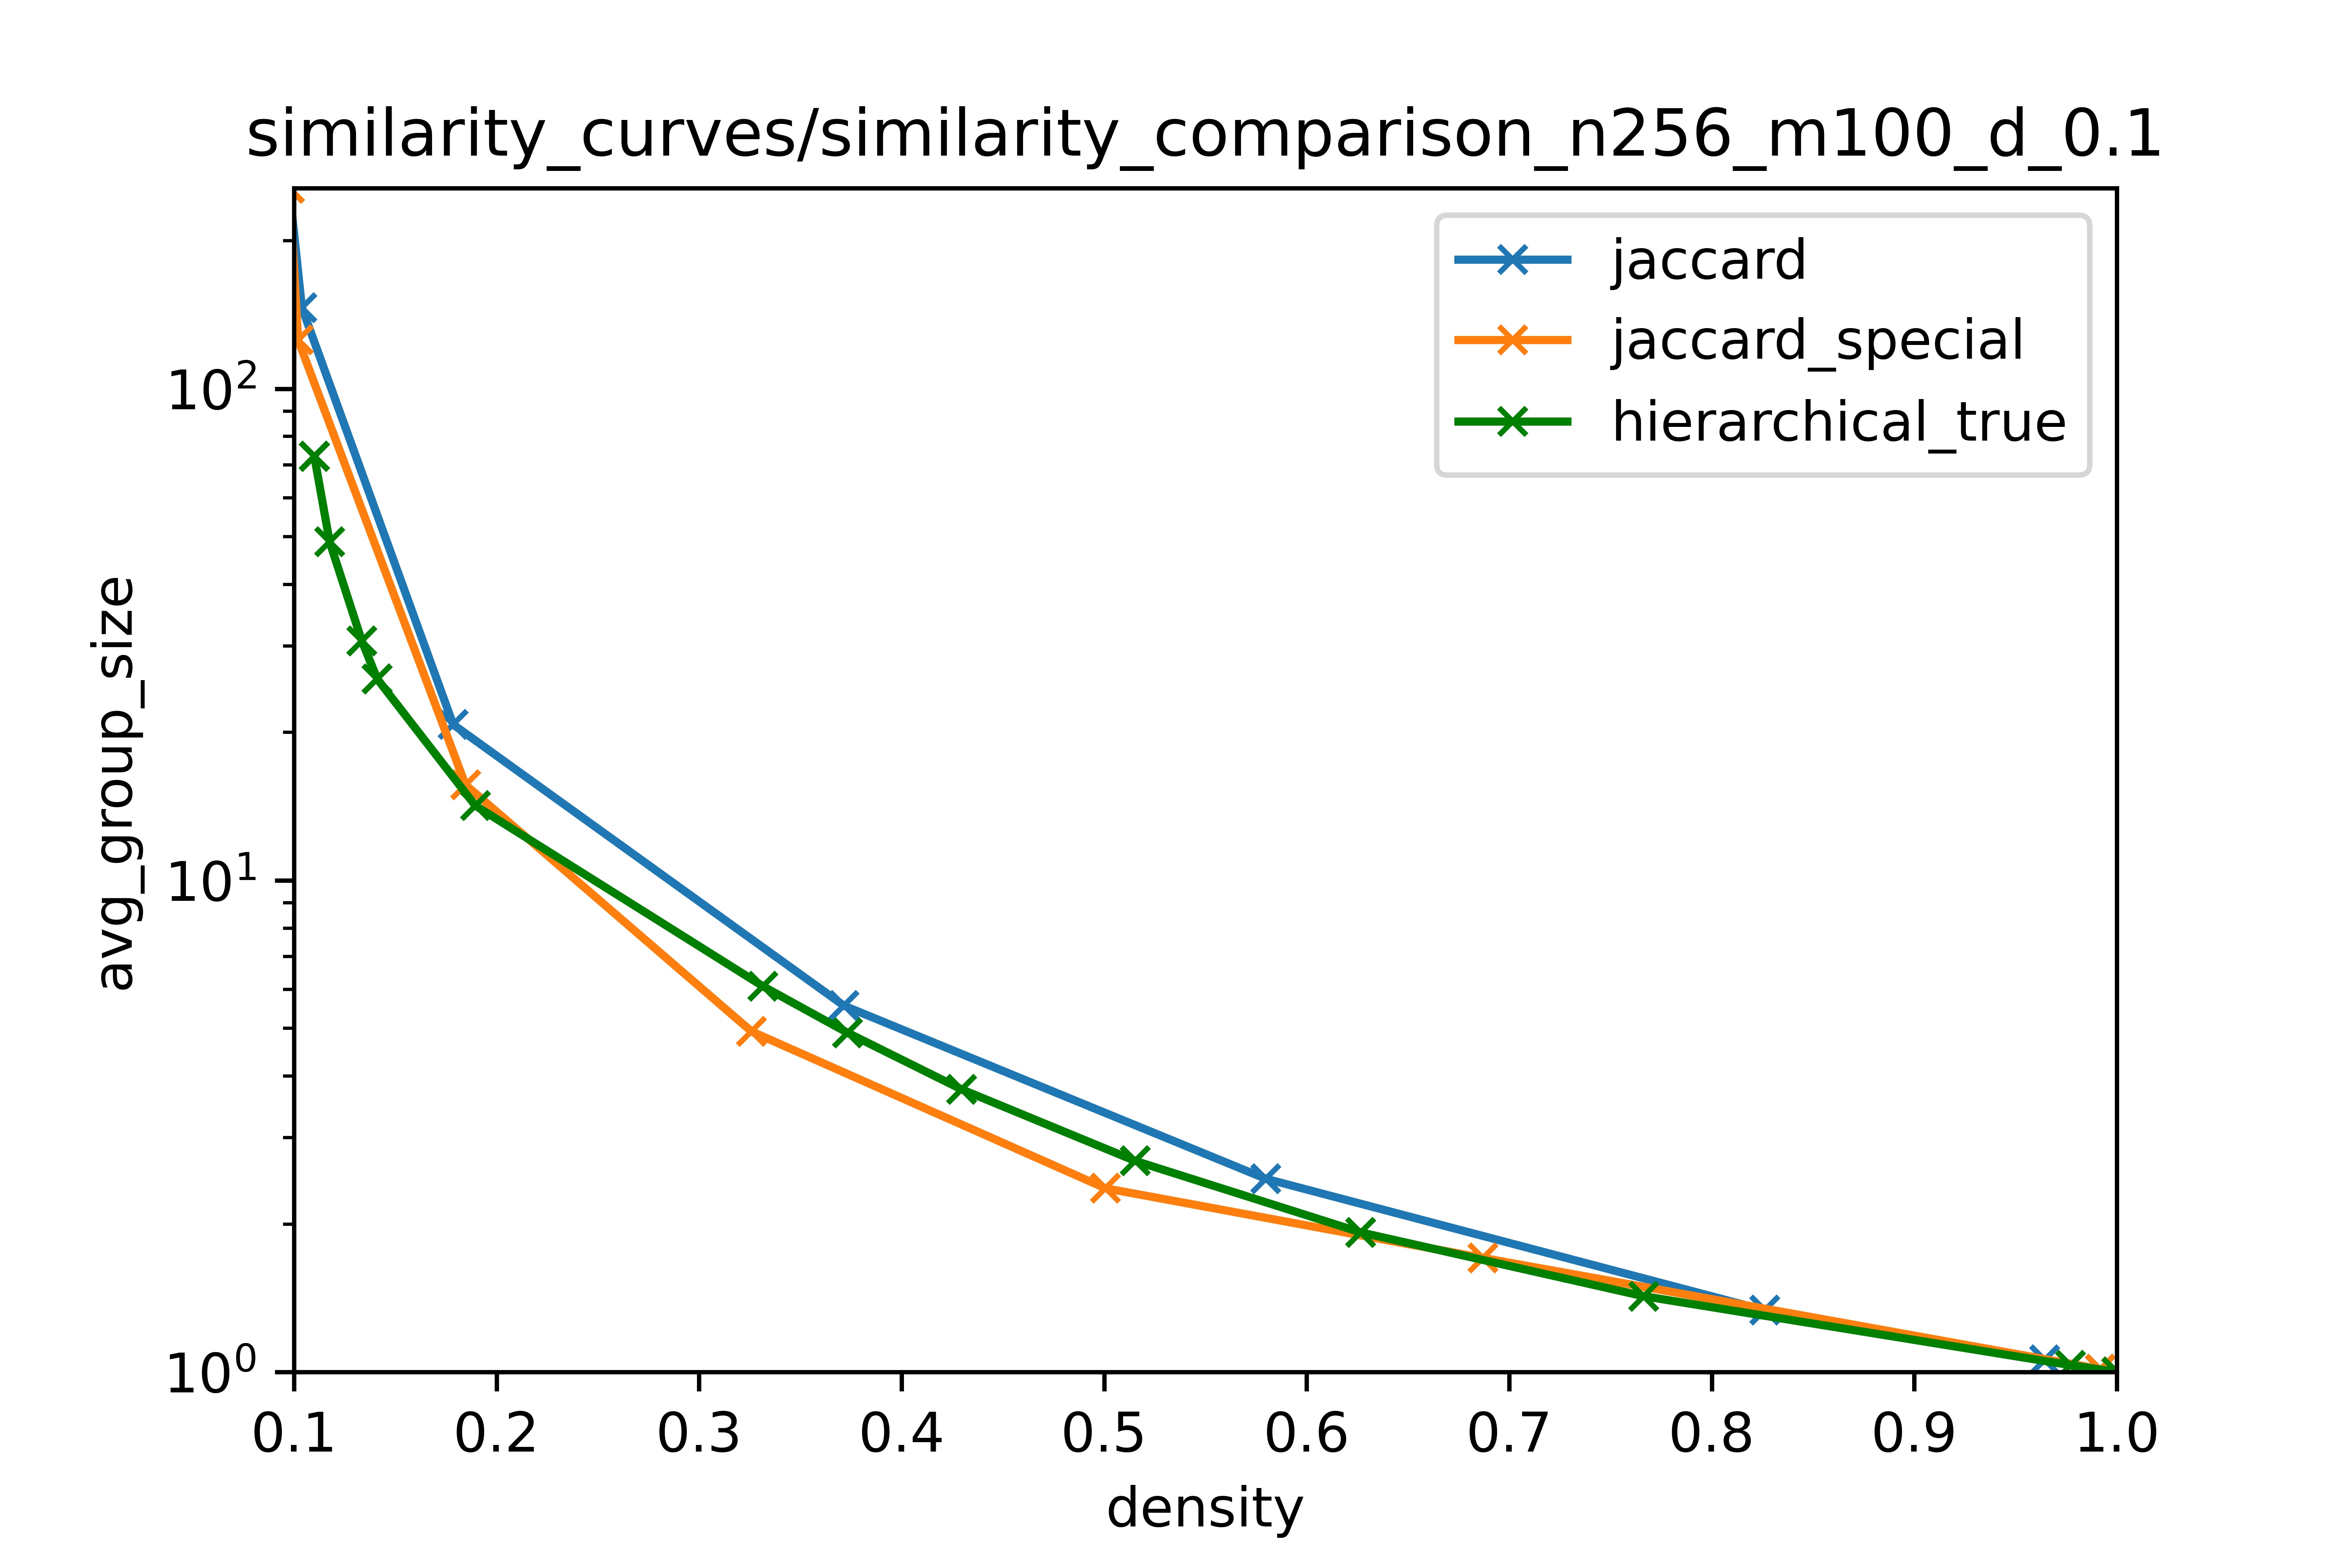 similarity_curves/similarity_comparison_n256_m100_d_0.1
jaccard
jaccard_special
hierarchical_true
avg_group_size
10²
10¹
10⁰
0.1 0.2 0.3 0.4 0.5 0.6 0.7 0.8 0.9 1.0
density